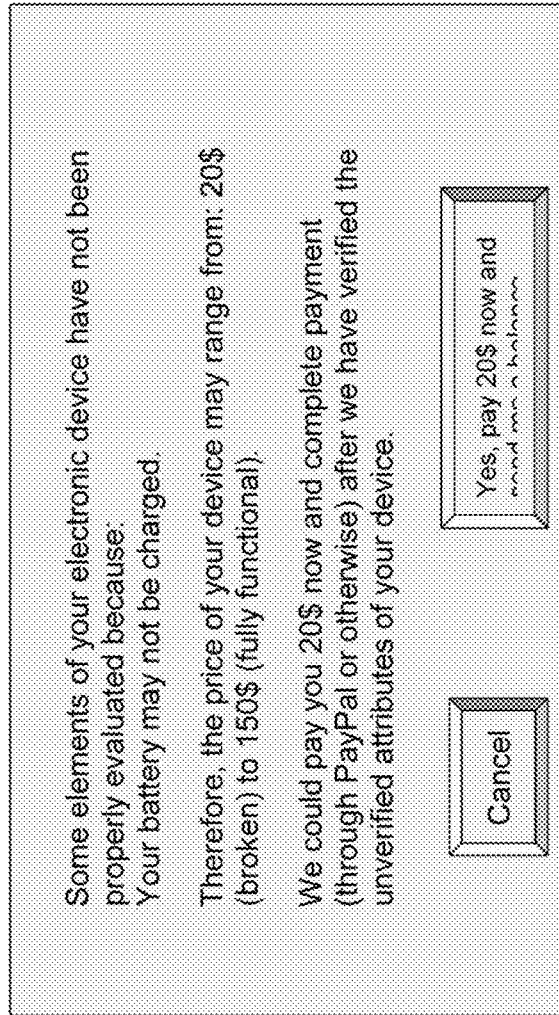 Some elements of your electronic device have not been
properly evaluated because:
Your battery may not be charged.
Therefore, the price of your device may range from: 20$
(broken) to 150$ (fully functional).
We could pay you 20$ now and complete payment
(through PayPal or otherwise) after we have verified the
unverified attributes of your device.
Cancel
Yes, pay 20$ now and